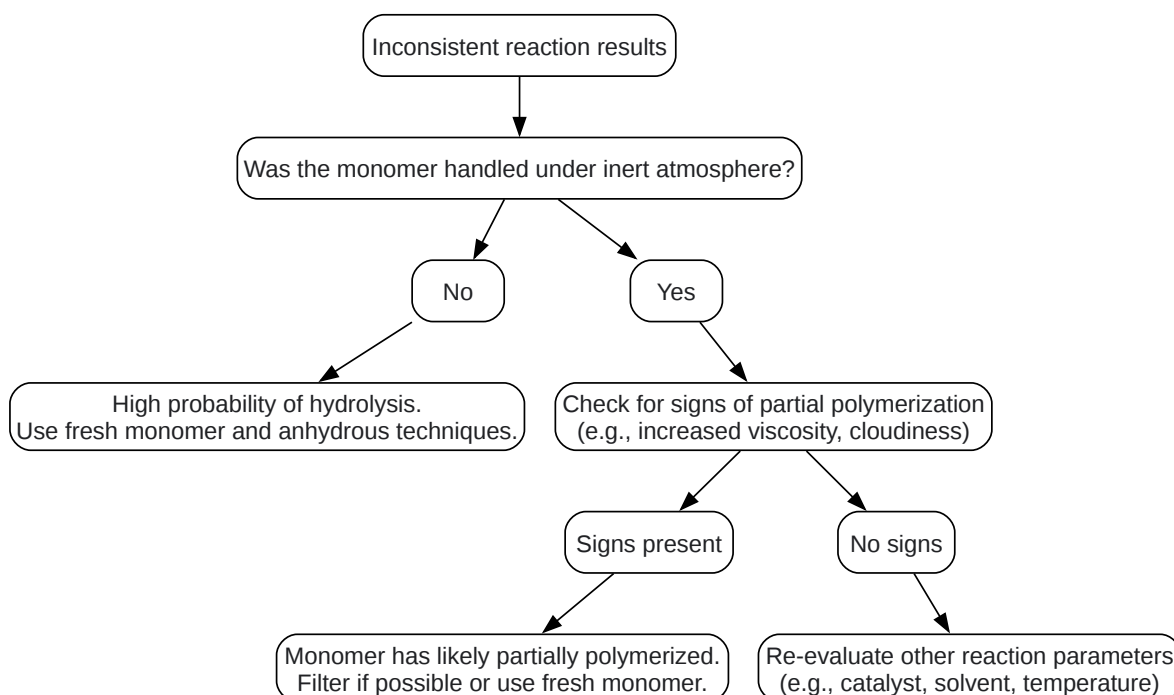 Inconsistent reaction results
Was the monomer handled under inert atmosphere?
No
Yes
High probability of hydrolysis.
Use fresh monomer and anhydrous techniques.
Check for signs of partial polymerization
(e.g., increased viscosity, cloudiness)
Signs present
No signs
Monomer has likely partially polymerized.
Filter if possible or use fresh monomer.
Re-evaluate other reaction parameters
(e.g., catalyst, solvent, temperature)